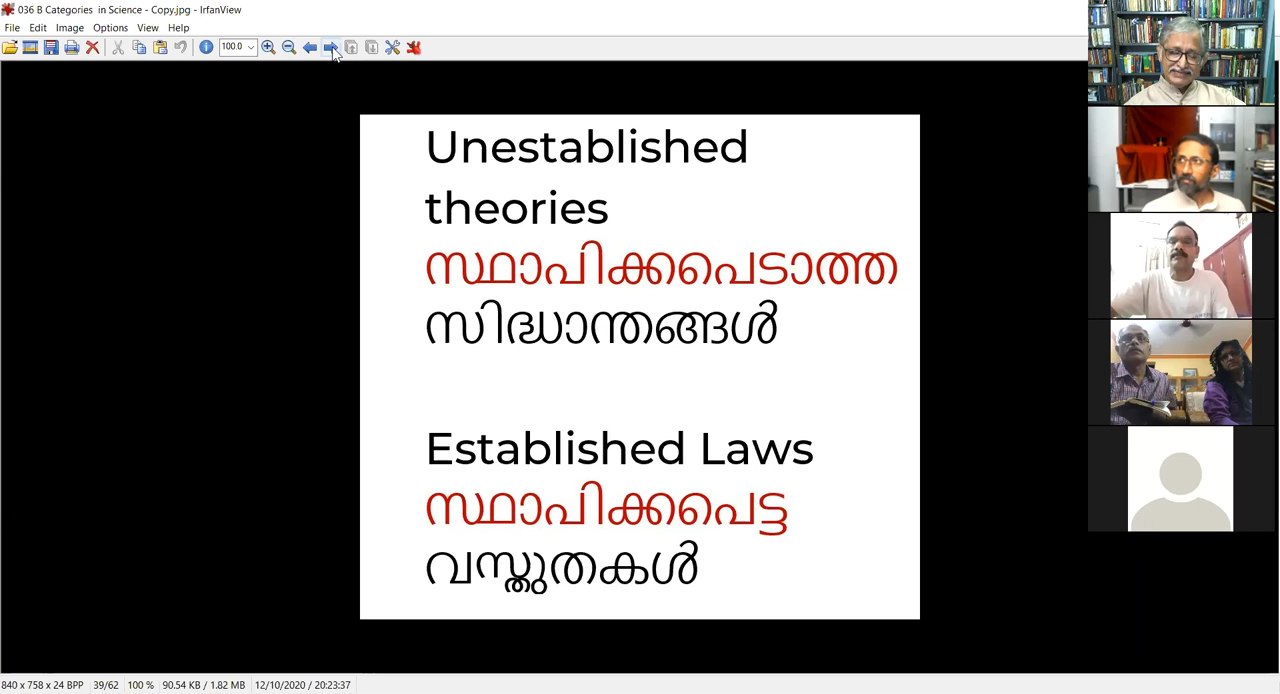 036 B Categories in Science - Copy.jpg - IrfanView
File Edit Image Options View Help
100.0
Unestablished
theories
സ്ഥാപിക്കപെടാത്ത
സിദ്ധാന്തങ്ങൾ
Established Laws
സ്ഥാപിക്കപെട്ട
വസ്തുതകൾ
840 x 758 x 24 BPP 39/62 100 % 90.54 KB / 1.82 MB 12/10/2020 / 20:23:37